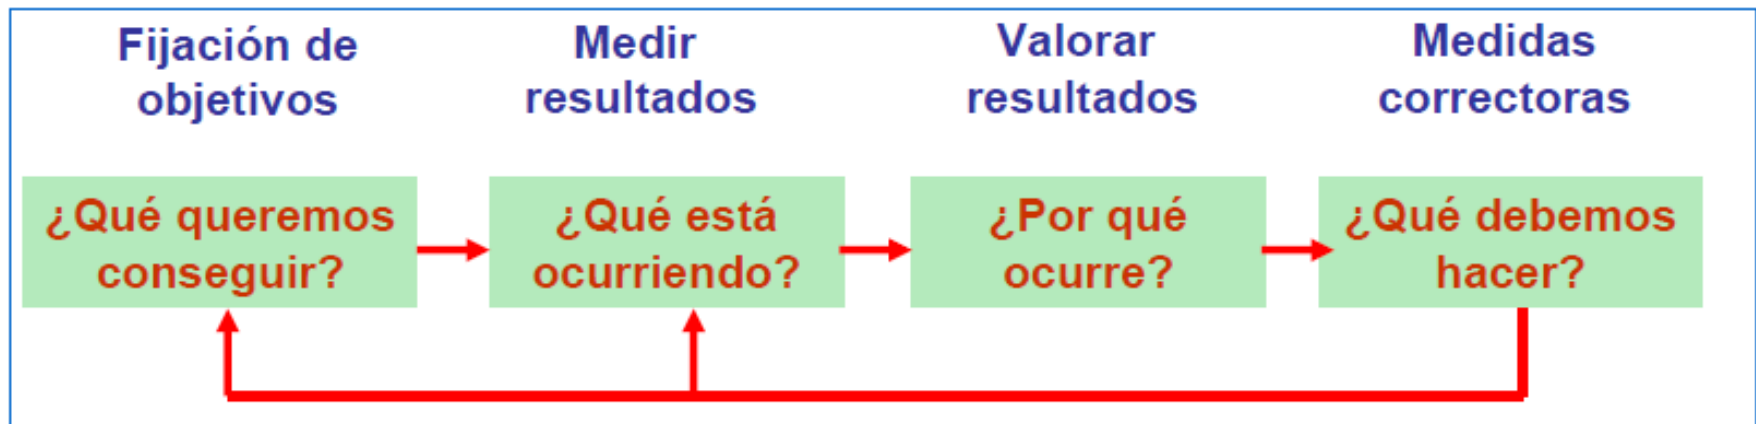 Fijación de
objetivos
Medir
resultados
Valorar
resultados
Medidas
correctoras
¿Qué queremos
conseguir?
¿Qué está
ocurriendo?
¿Por qué
ocurre?
¿Qué debemos
hacer?